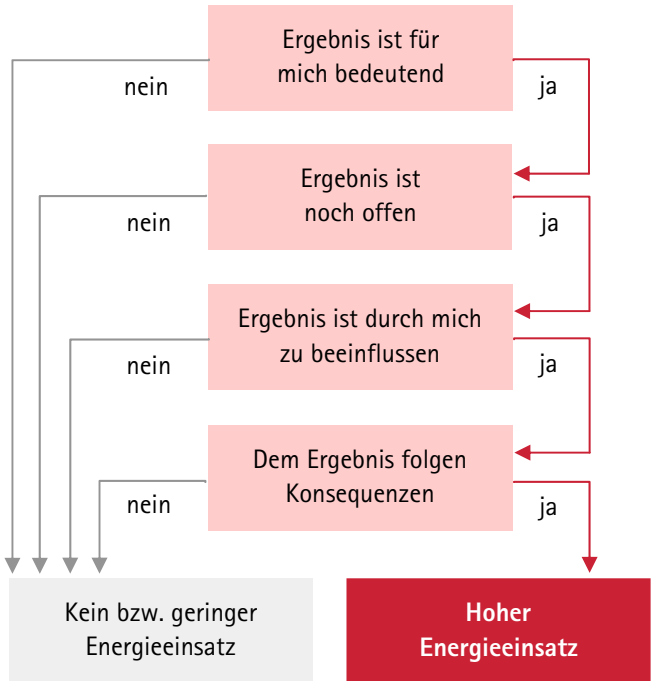 Ergebnis ist für
mich bedeutend
nein
ja
Ergebnis ist
noch offen
nein
ja
Ergebnis ist durch mich
zu beeinflussen
nein
ja
Dem Ergebnis folgen
Konsequenzen
nein
ja
Kein bzw. geringer
Energieeinsatz
Hoher
Energieeinsatz